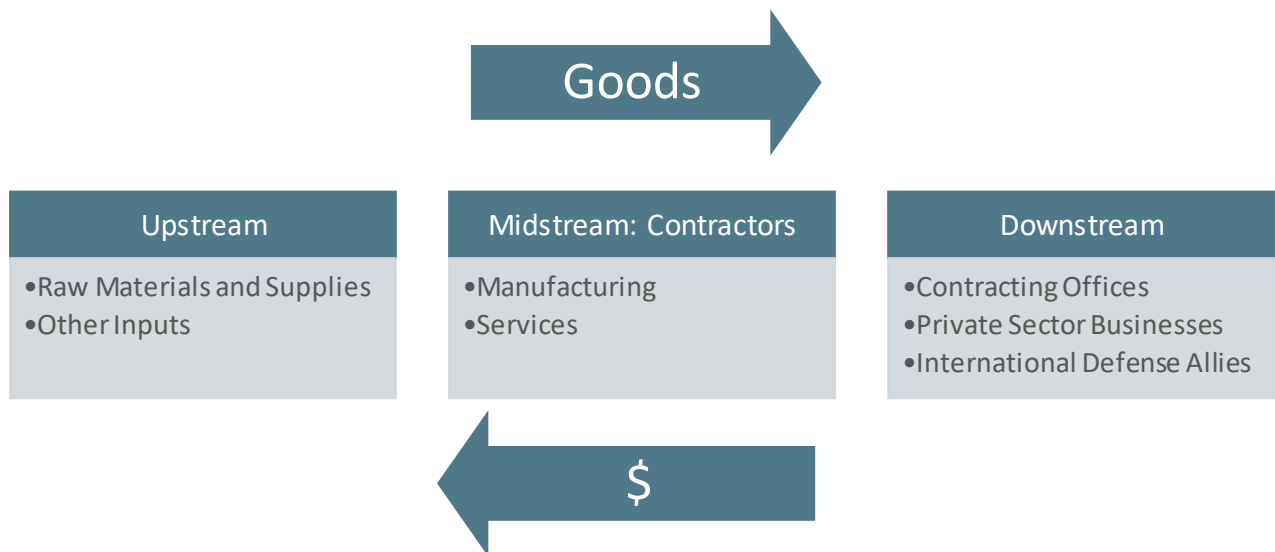 Goods
Upstream
•Raw Materials and Supplies
•Other Inputs
Midstream: Contractors
•Manufacturing
•Services
Downstream
•Contracting Offices
•Private Sector Businesses
•International Defense Allies
$